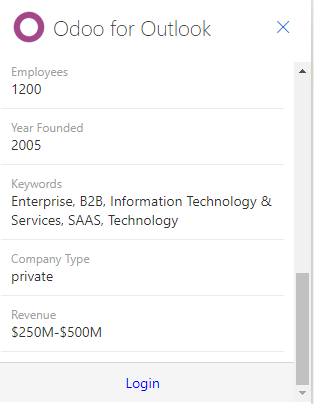 Odoo for Outlook
Employees
1200
Year Founded
2005
Keywords
Enterprise, B2B, Information Technology &
Services, SAAS, Technology
Company Type
private
Revenue
$250M-$500M
Login